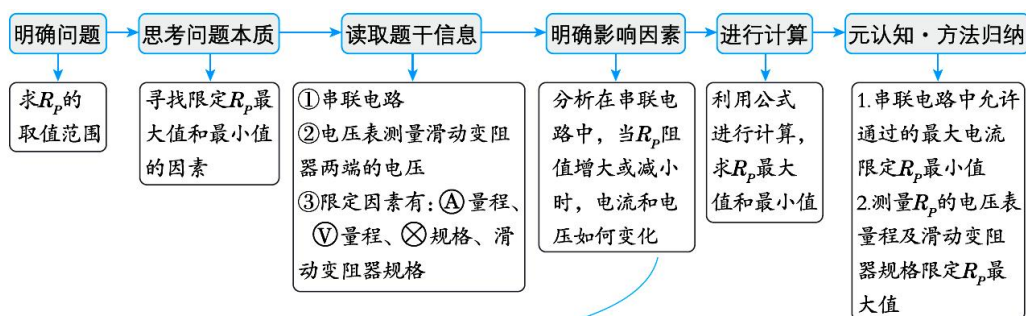 明确问题
思考问题本质
读取题干信息
明确影响因素
进行计算
元认知·方法归纳
求R_P的
取值范围
寻找限定R_P最
大值和最小值
的因素
①串联电路
②电压表测量滑动变阻
器两端的电压
③限定因素有:Ⓐ量程、
Ⓥ量程、⊗规格、滑
动变阻器规格
分析在串联电
路中，当R_P阻
值增大或减小
时，电流和电
压如何变化
利用公式
进行计算，
求R_P最大
值和最小值
1.串联电路中允许
通过的最大电流
限定R_P最小值
2.测量R_P的电压表
量程及滑动变阻
器规格限定R_P最
大值